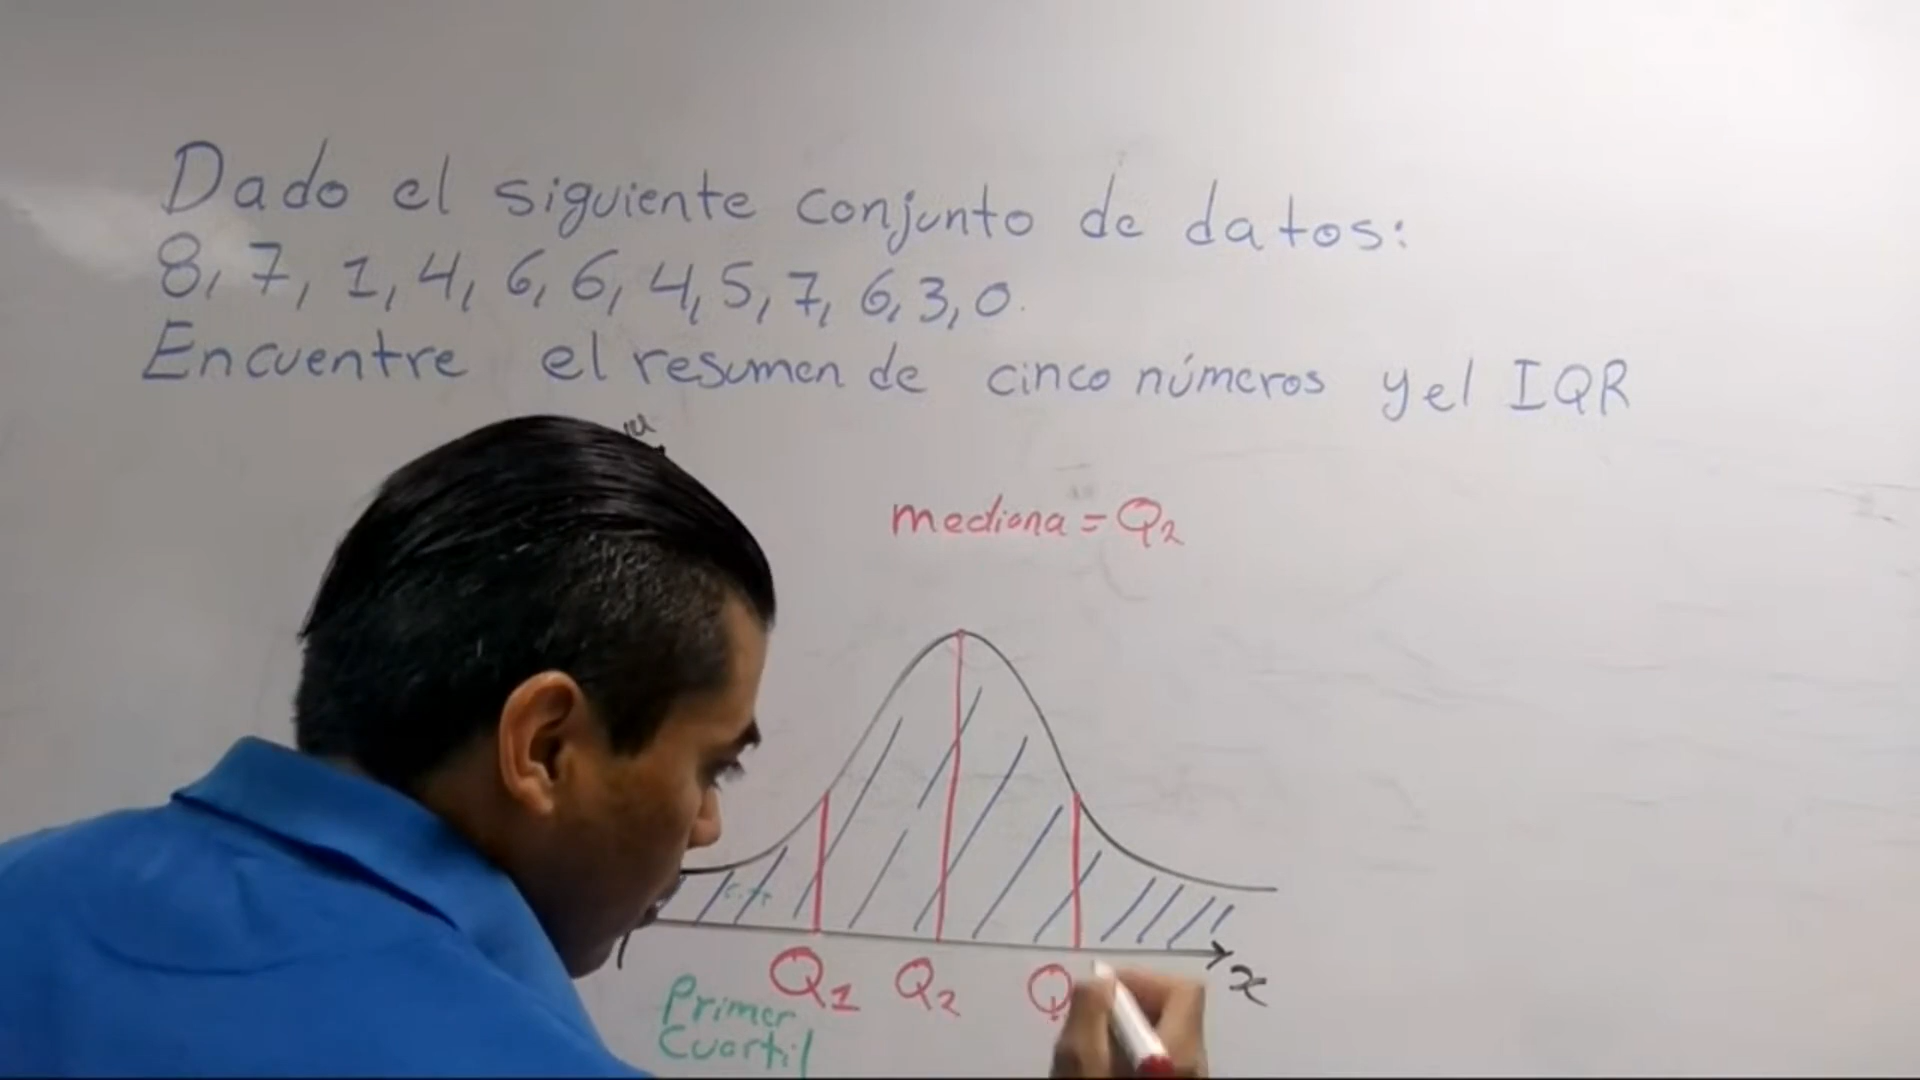 Dado el siguiente conjunto de datos:
8, 7, 1, 4, 6, 6, 4, 5, 7, 6, 3, 0.
Encuentre el resumen de cinco números y el IQR
mediana = Q2
Q1 Q2 Q
x
Primer
Cuartil